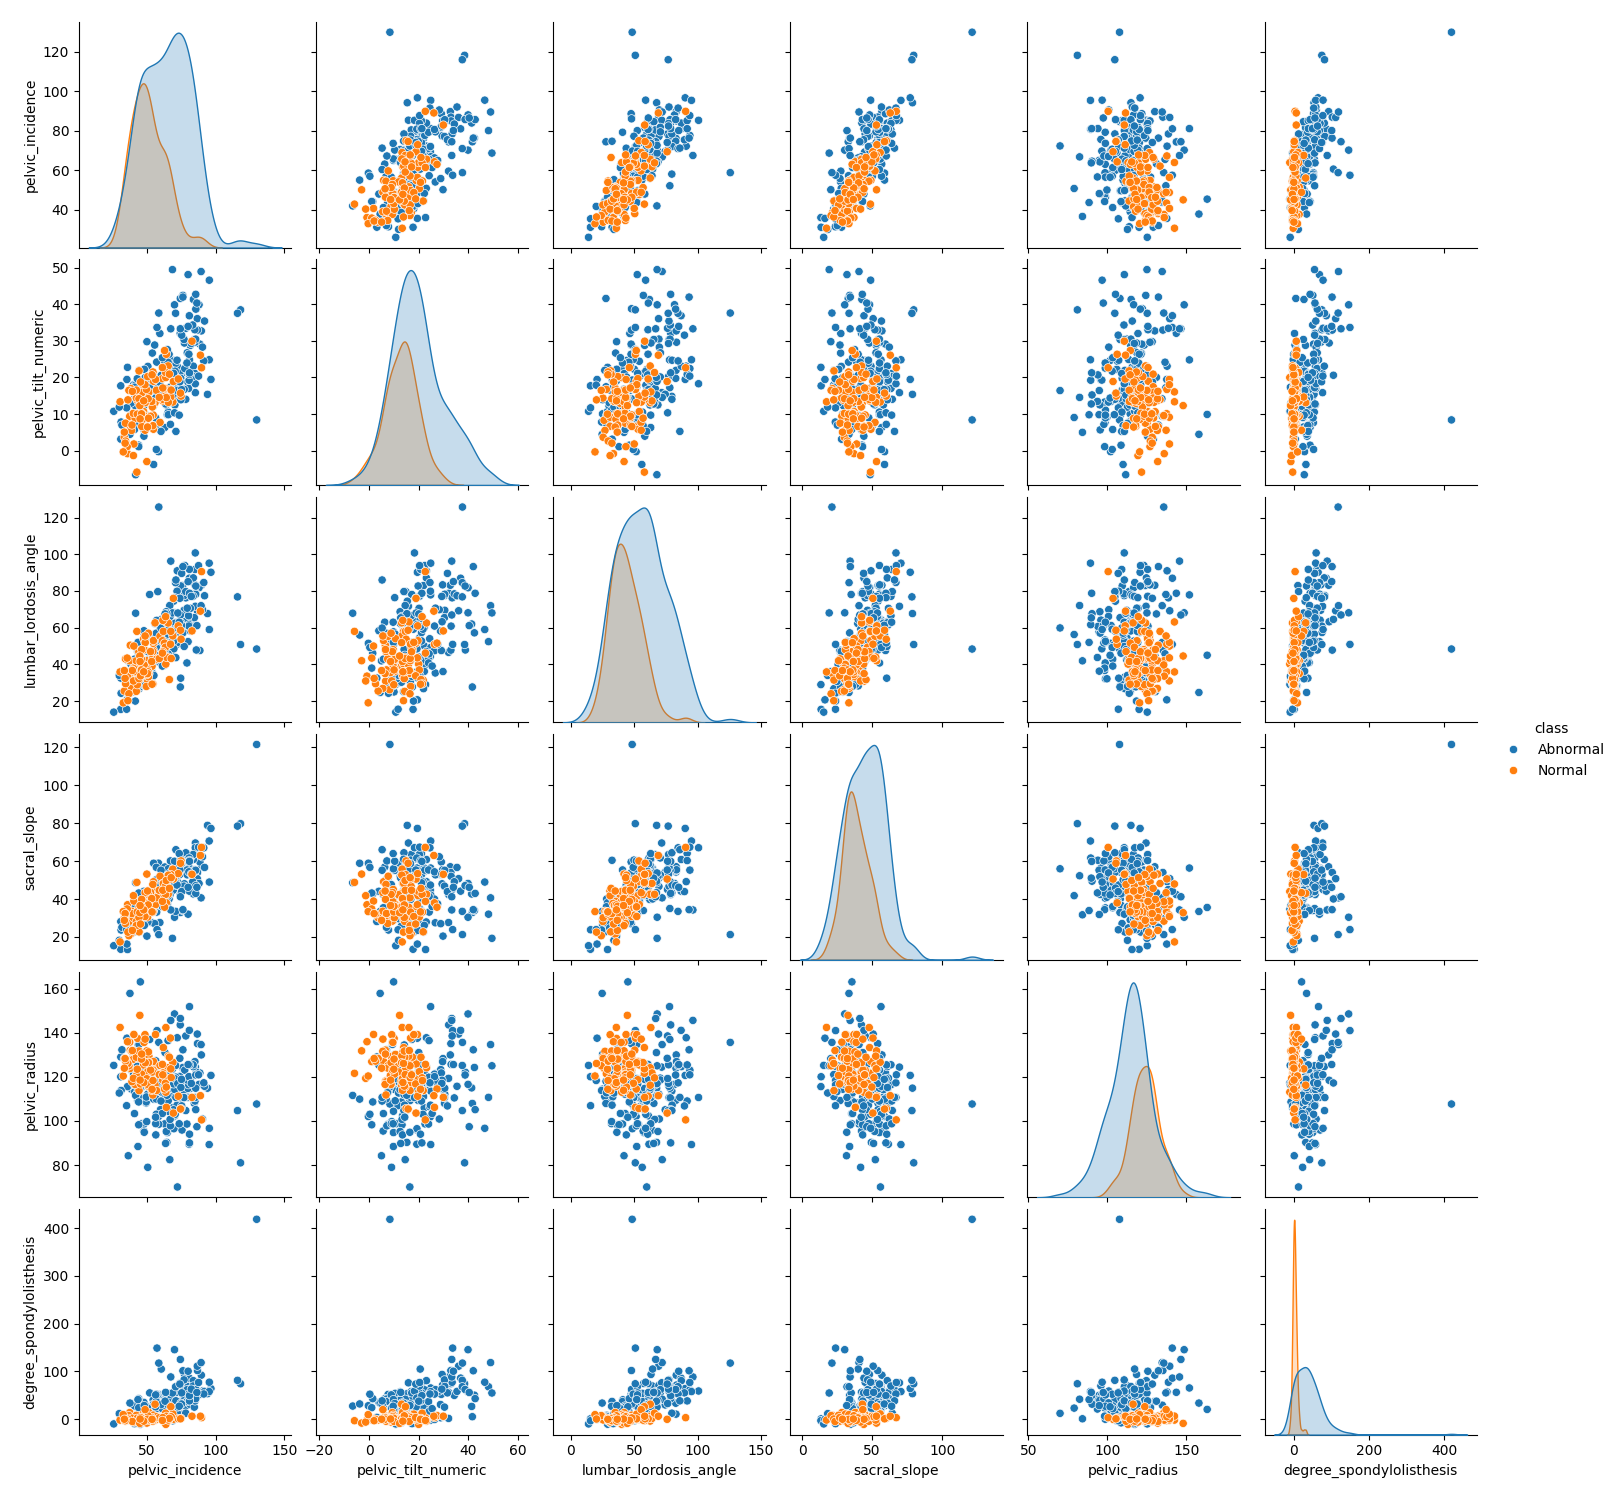 120
100
80
60
40
pelvic_incidence
50
40
30
20
10
0
pelvic_tilt_numeric
120
100
80
60
40
20
lumbar_lordosis_angle
120
100
80
60
40
20
sacral_slope
160
140
120
100
80
pelvic_radius
400
300
200
100
0
degree_spondylolisthesis
50 100 150
pelvic_incidence
−20 0 20 40 60
pelvic_tilt_numeric
0 50 100 150
lumbar_lordosis_angle
0 50 100
sacral_slope
50 100 150
pelvic_radius
0 200 400
degree_spondylolisthesis
class
Abnormal
Normal